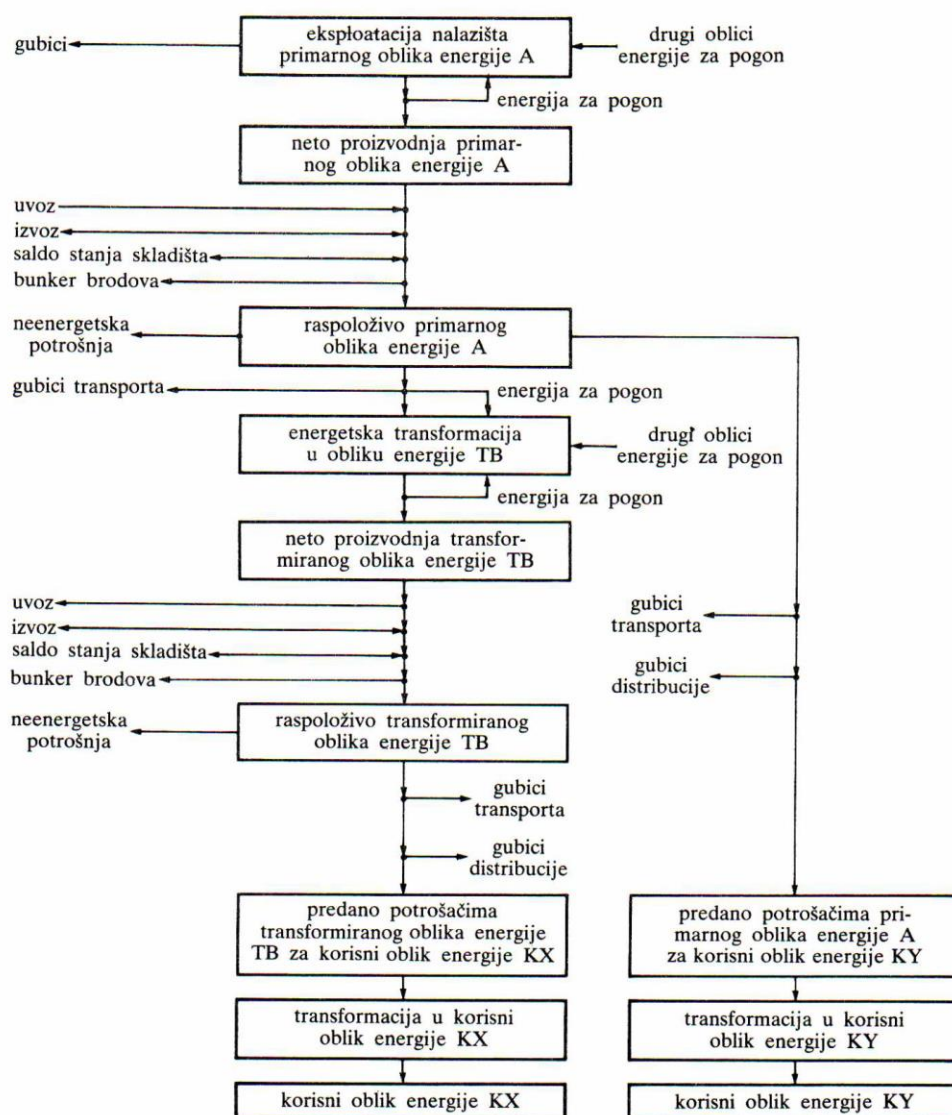 gubici
eksploatacija nalazišta
primarnog oblika energije A
drugi oblici
energije za pogon
energija za pogon
neto proizvodnja primar-
nog oblika energije A
uvoz
izvoz
saldo stanja skladišta
bunker brodova
neenergetska
potrošnja
raspoloživo primarnog
oblika energije A
gubici transporta
energija za pogon
energetska transformacija
u obliku energije TB
drugi oblici
energije za pogon
energija za pogon
neto proizvodnja transfor-
miranog oblika energije TB
uvoz
izvoz
saldo stanja skladišta
bunker brodova
gubici
transporta
gubici
distribucije
neenergetska
potrošnja
raspoloživo transformiranog
oblika energije TB
gubici
transporta
gubici
distribucije
predano potrošačima
transformiranog oblika energije
TB za korisni oblik energije KX
predano potrošačima pri-
marnog oblika energije A
za korisni oblik energije KY
transformacija u korisni
oblik energije KX
transformacija u korisni
oblik energije KY
korisni oblik energije KX
korisni oblik energije KY